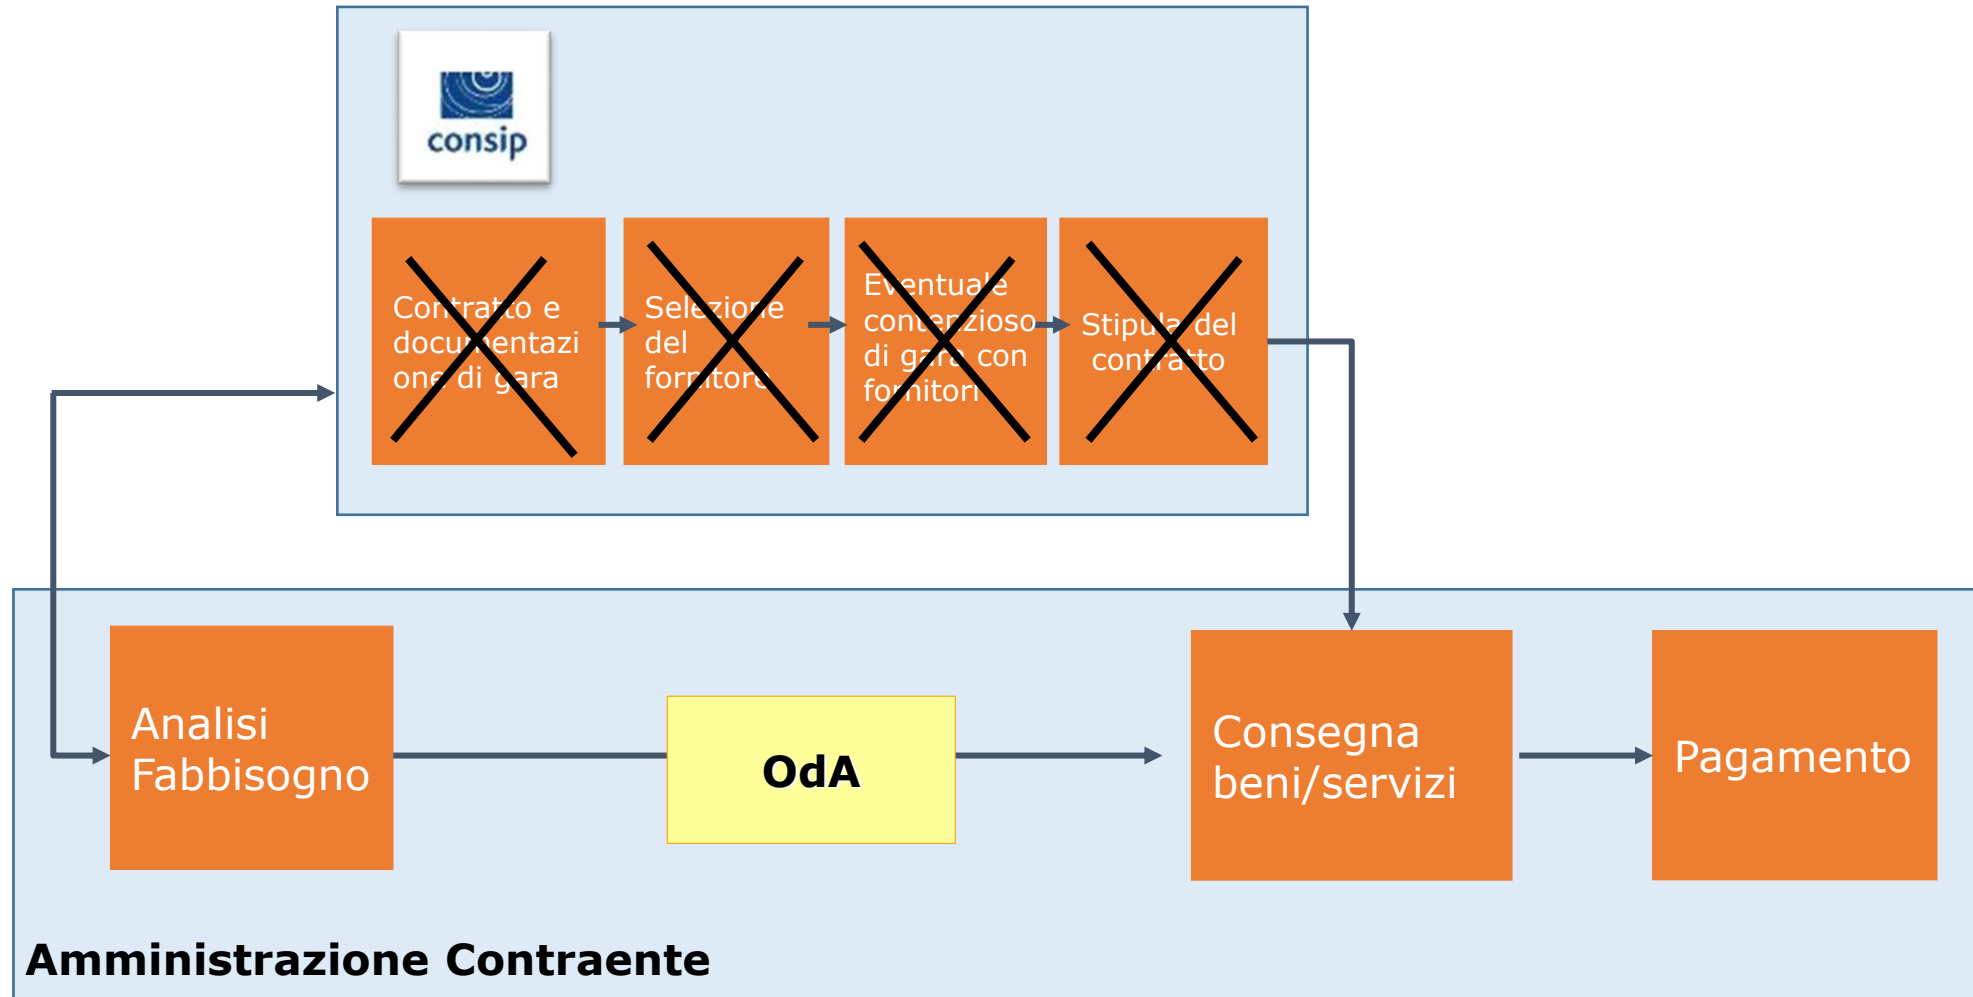 consip
Contratto e
documentazi
one di gara
Selezione
del
fornitore
Eventuale
contenzioso
di gara con
fornitori
Stipula del
contratto
Analisi
Fabbisogno
OdA
Consegna
beni/servizi
Pagamento
Amministrazione Contraente